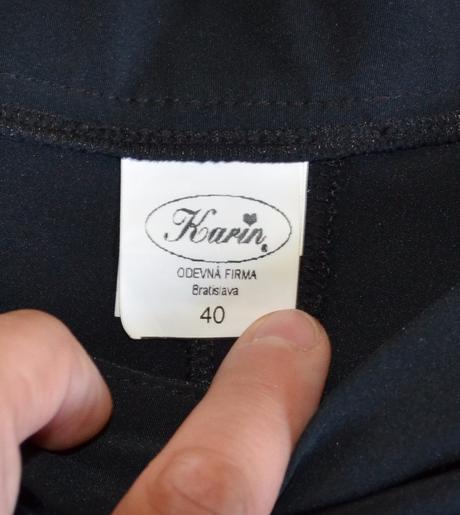 Karin
ODEVNÁ FIRMA
Bratislava
40